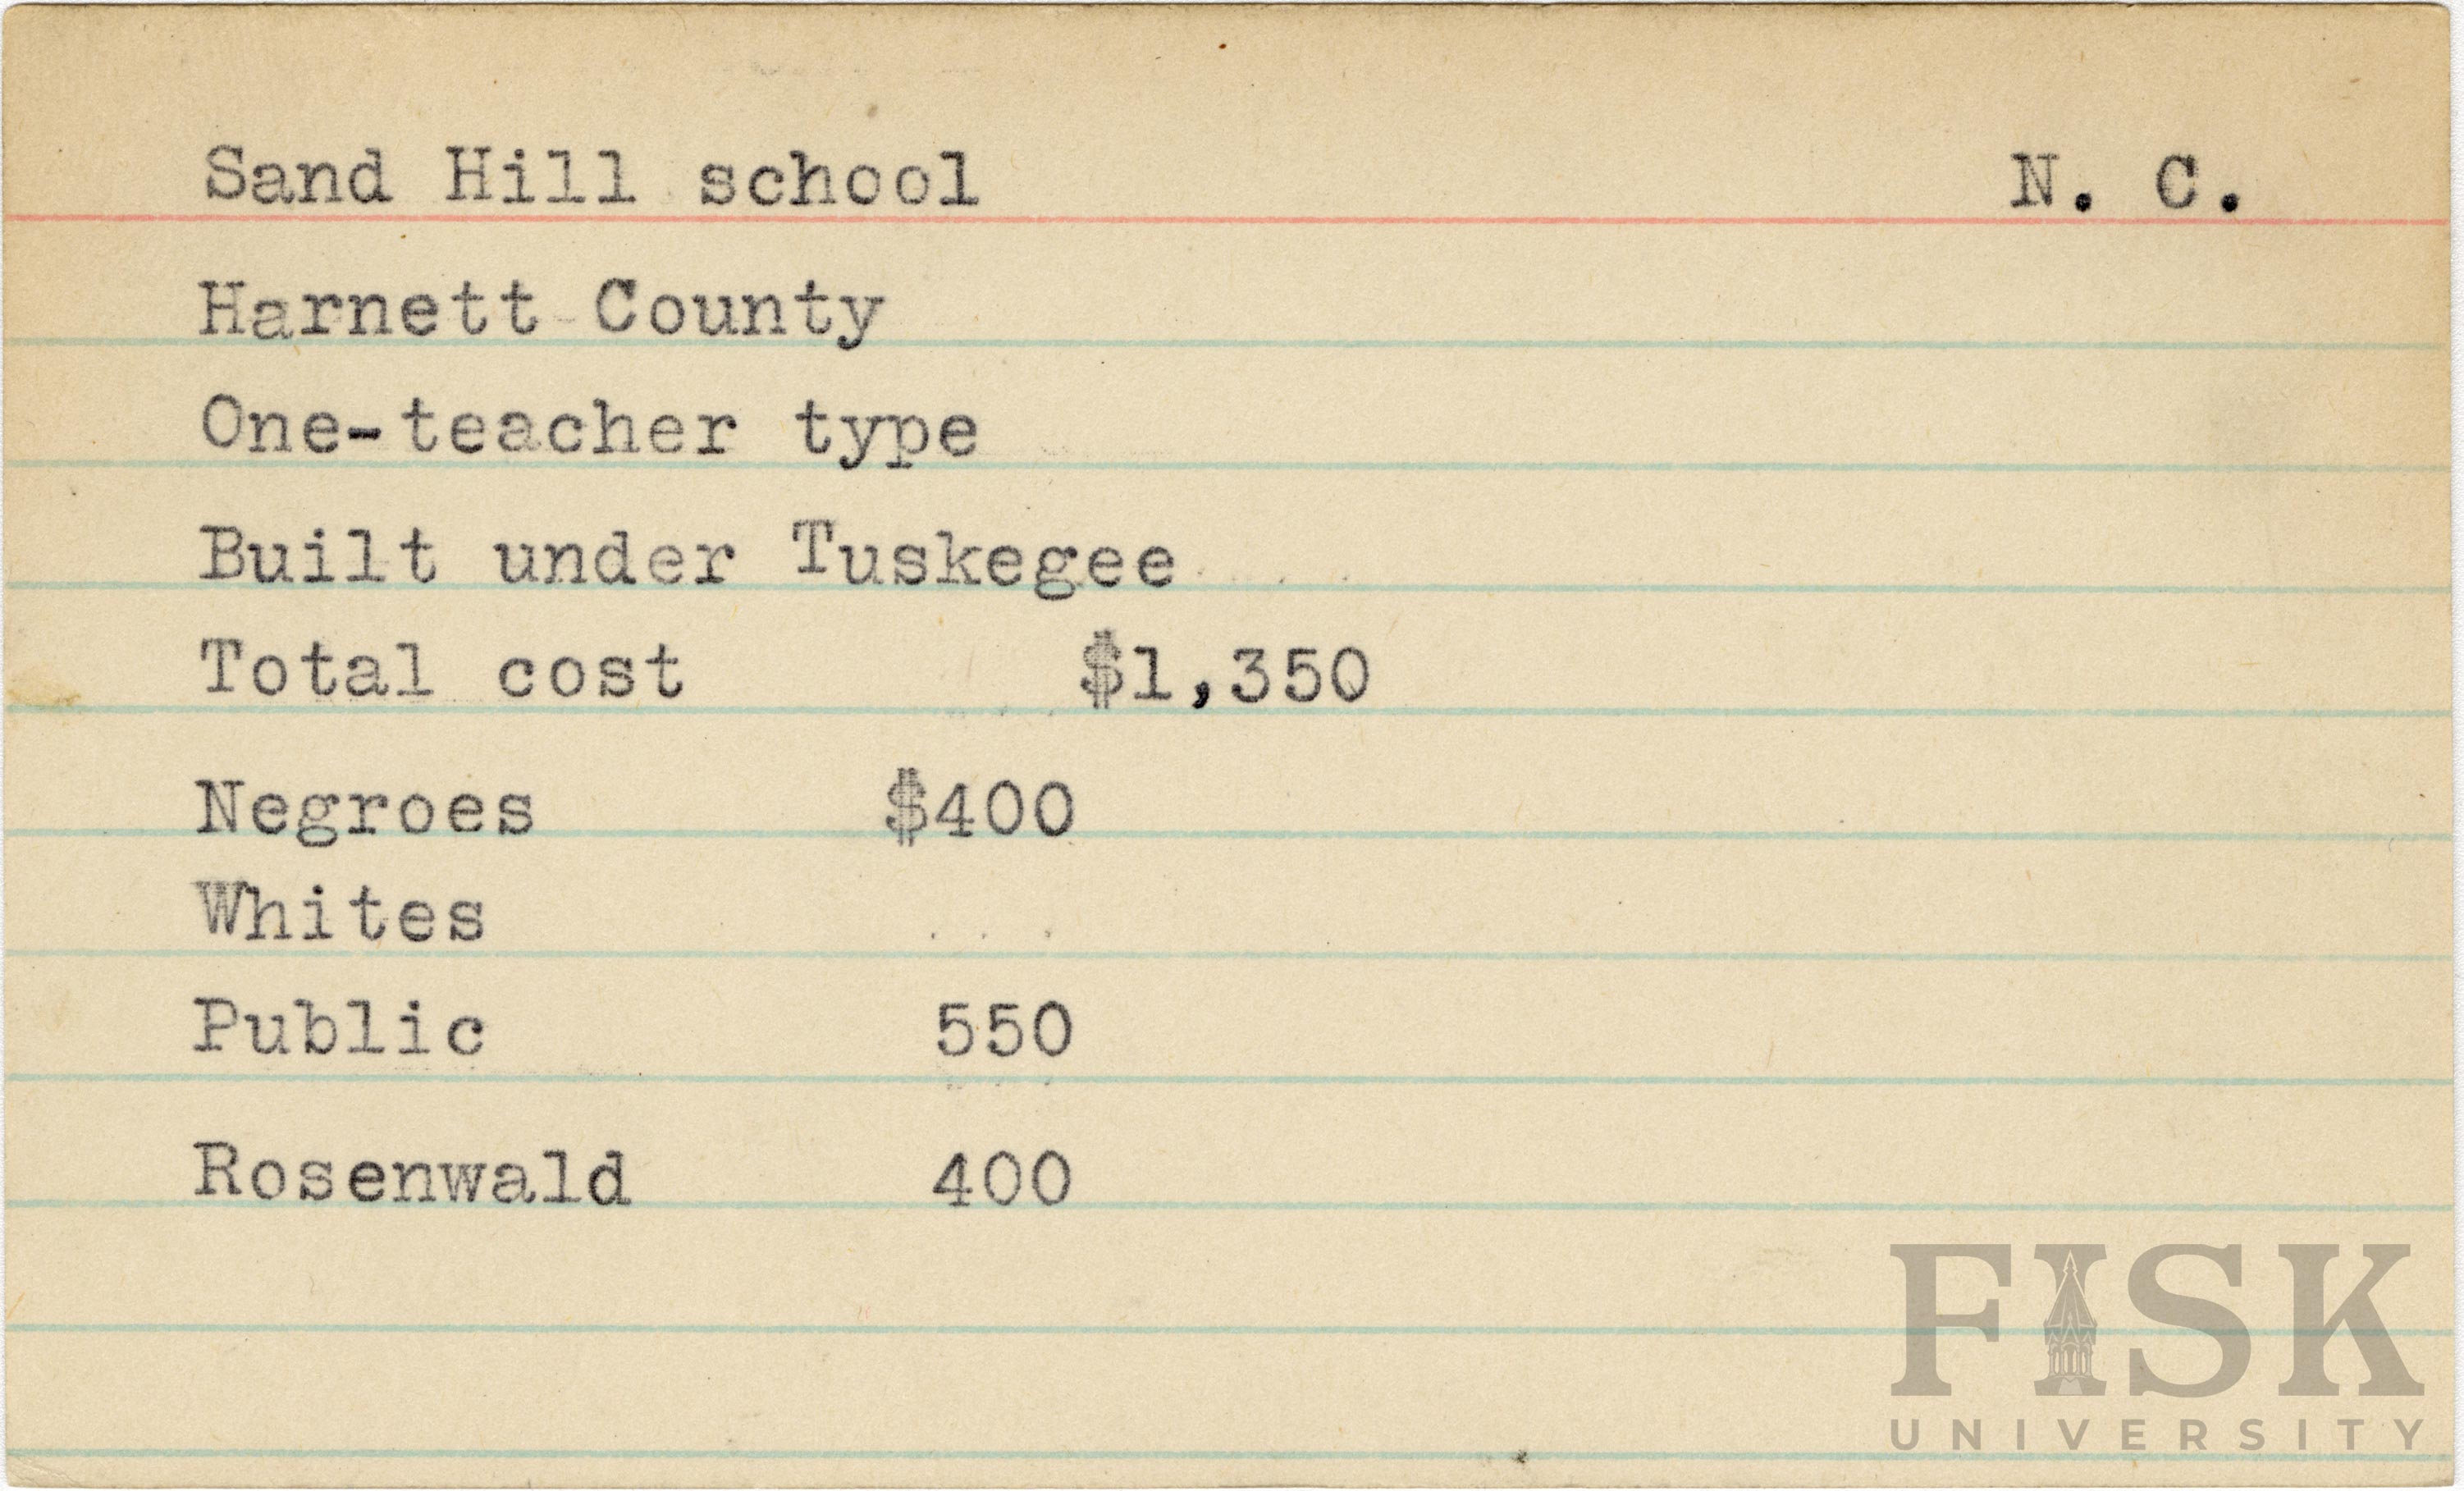 Sand Hill school N. C.
Harnett County
One-teacher type
Built under Tuskegee
Total cost $1,350
Negroes $400
Whites . . .
Public 550
Rosenwald 400
FISK
UNIVERSITY